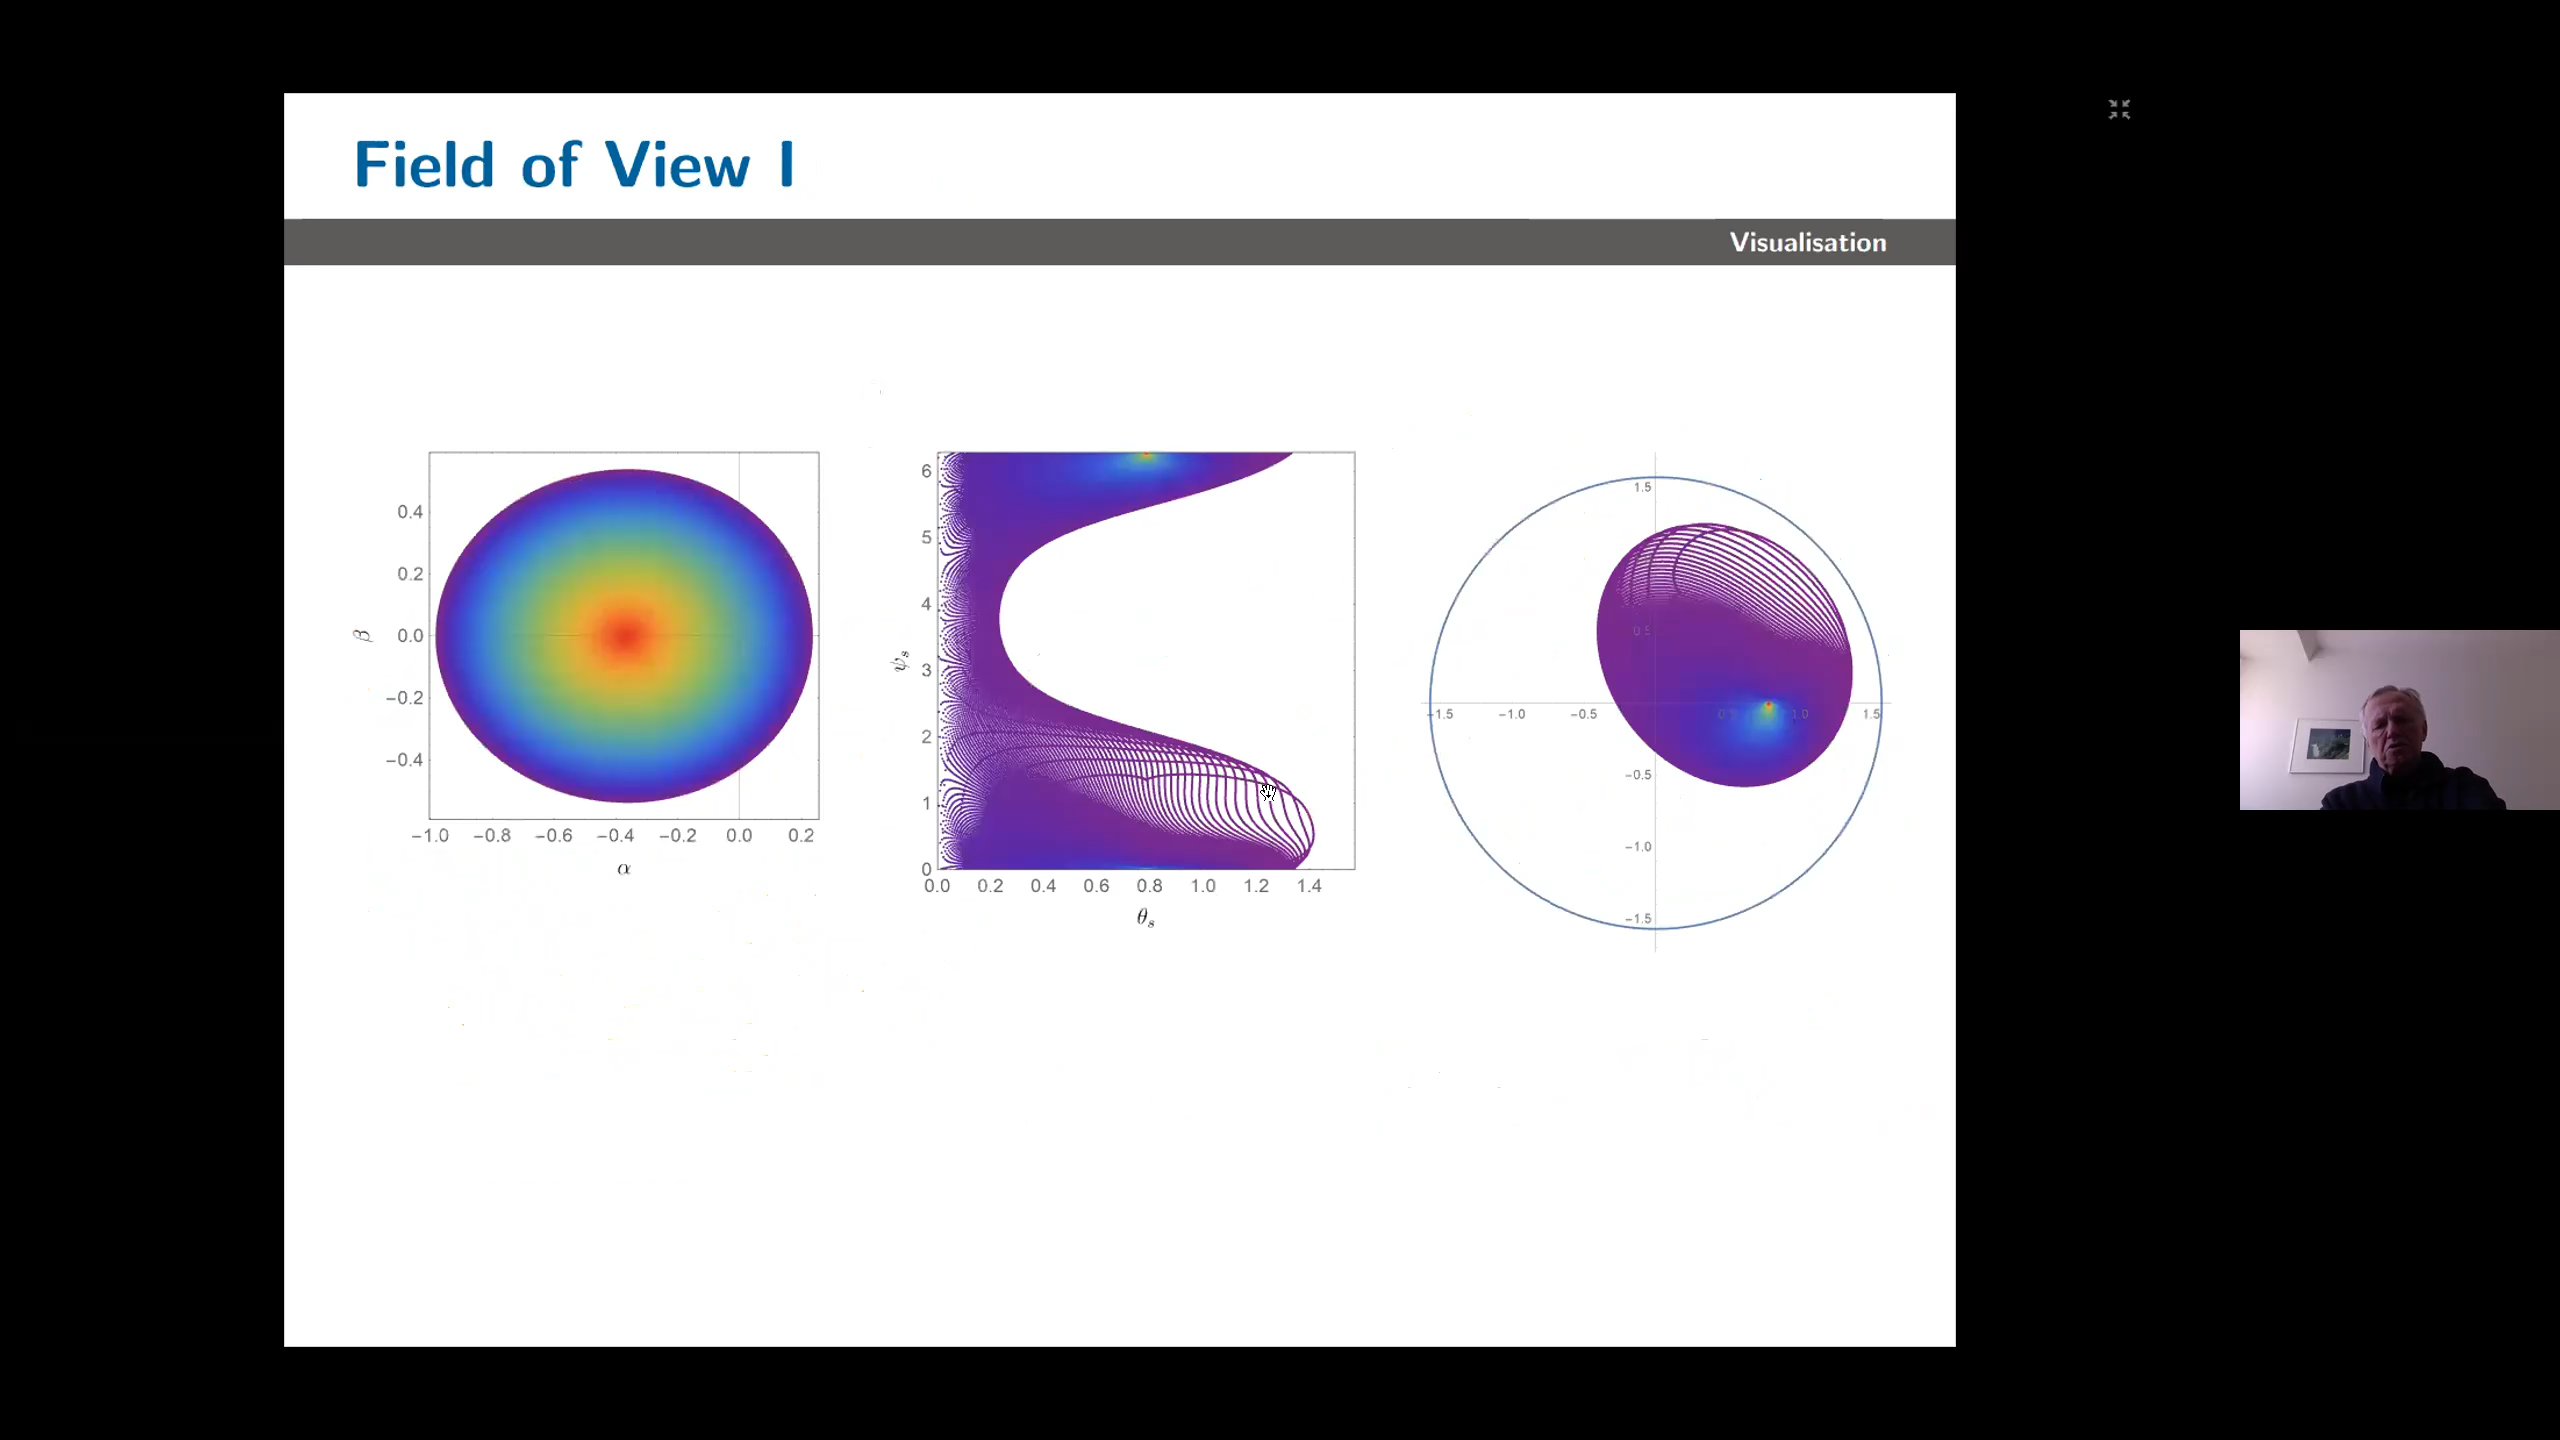 Field of View I
Visualisation
0.4
0.2
0.0
−0.2
−0.4
β
−1.0 −0.8 −0.6 −0.4 −0.2 0.0 0.2
α
6
5
4
3
2
1
0
ψs
0.0 0.2 0.4 0.6 0.8 1.0 1.2 1.4
θs
1.5
0.5
−1.5 −1.0 −0.5 0.5 1.0 1.5
−0.5
−1.0
−1.5